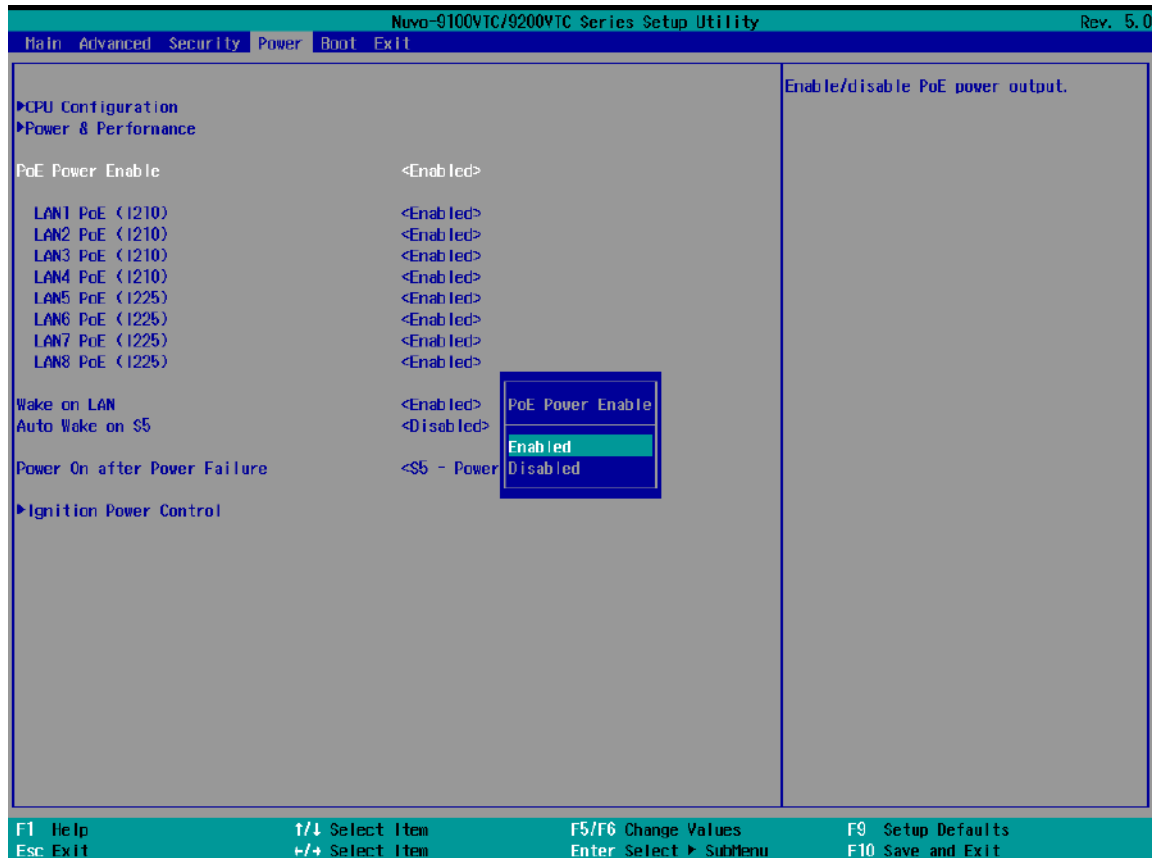 Nuvo-9100VTC/9200VTC Series Setup Utility Rev. 5.0
Main Advanced Security Power Boot Exit
Enable/disable PoE power output.
►CPU Configuration
►Power & Performance
PoE Power Enable <Enabled>
LAN1 PoE (I210) <Enabled>
LAN2 PoE (I210) <Enabled>
LAN3 PoE (I210) <Enabled>
LAN4 PoE (I210) <Enabled>
LAN5 PoE (I225) <Enabled>
LAN6 PoE (I225) <Enabled>
LAN7 PoE (I225) <Enabled>
LAN8 PoE (I225) <Enabled>
Wake on LAN <Enabled>
Auto Wake on S5 <Disabled>
Power On after Power Failure <S5 - Power
►Ignition Power Control
PoE Power Enable
Enabled
Disabled
F1 Help ↑/↓ Select Item F5/F6 Change Values F9 Setup Defaults
Esc Exit ←/→ Select Item Enter Select ► SubMenu F10 Save and Exit